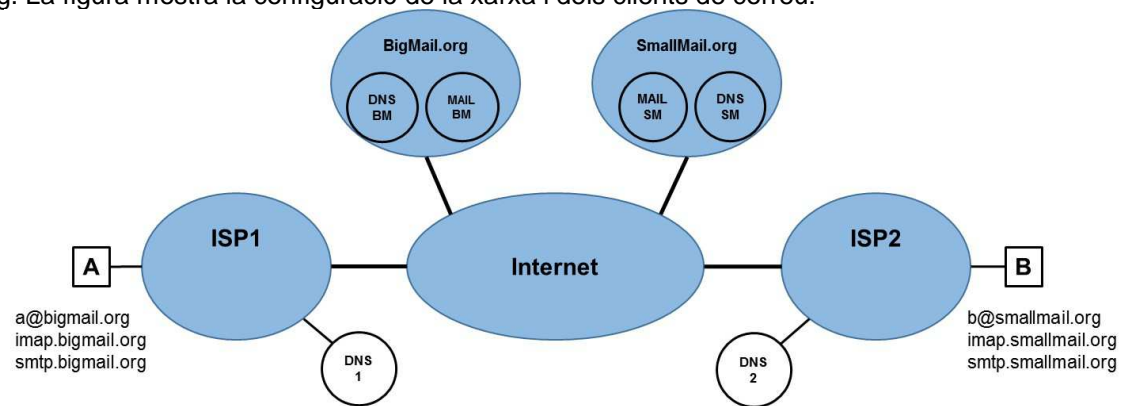 g. La figura mostra la configuració de la xarxa i dels clients de correu.
BigMail.org
SmallMail.org
DNS
BM
MAIL
BM
MAIL
SM
DNS
SM
ISP1
Internet
ISP2
A
B
a@bigmail.org
imap.bigmail.org
smtp.bigmail.org
b@smallmail.org
imap.smallmail.org
smtp.smallmail.org
DNS
1
DNS
2